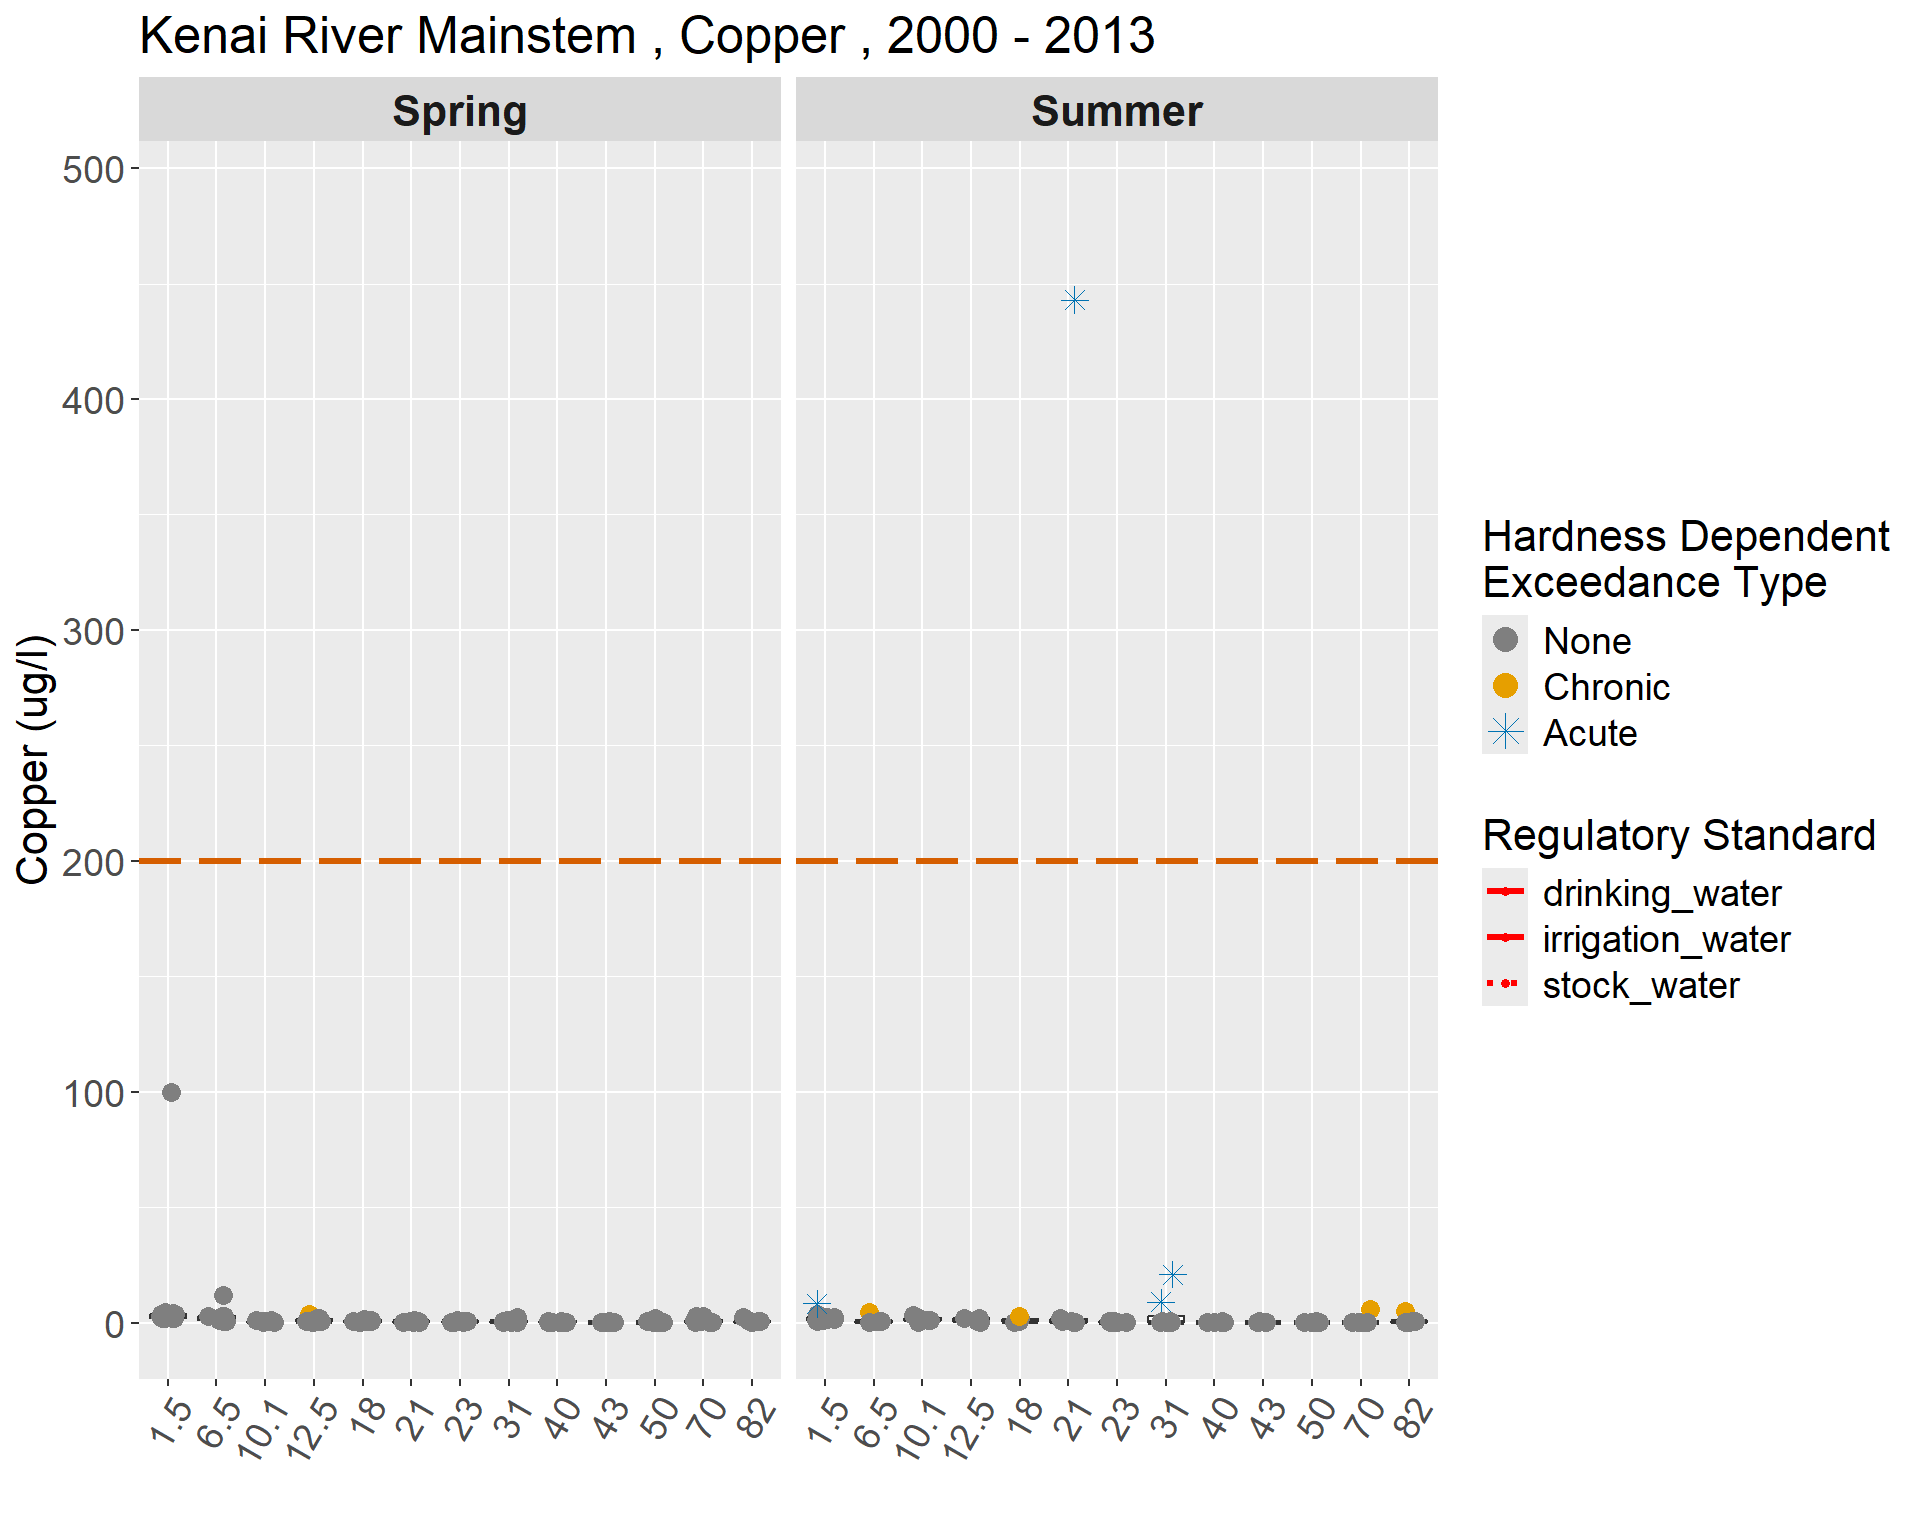 Kenai River Mainstem , Copper , 2000 - 2013
Spring
Summer
Copper (ug/l)
500
400
300
200
100
0
1.5 6.5 10.1 12.5 18 21 23 31 40 43 50 70 82
1.5 6.5 10.1 12.5 18 21 23 31 40 43 50 70 82
Hardness Dependent
Exceedance Type
None
Chronic
Acute
Regulatory Standard
drinking_water
irrigation_water
stock_water